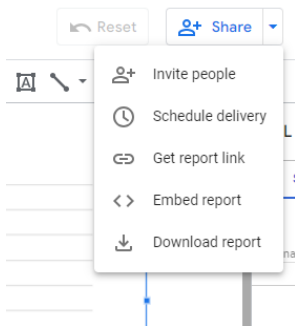 Reset
Share
Invite people
Schedule delivery
Get report link
Embed report
Download report